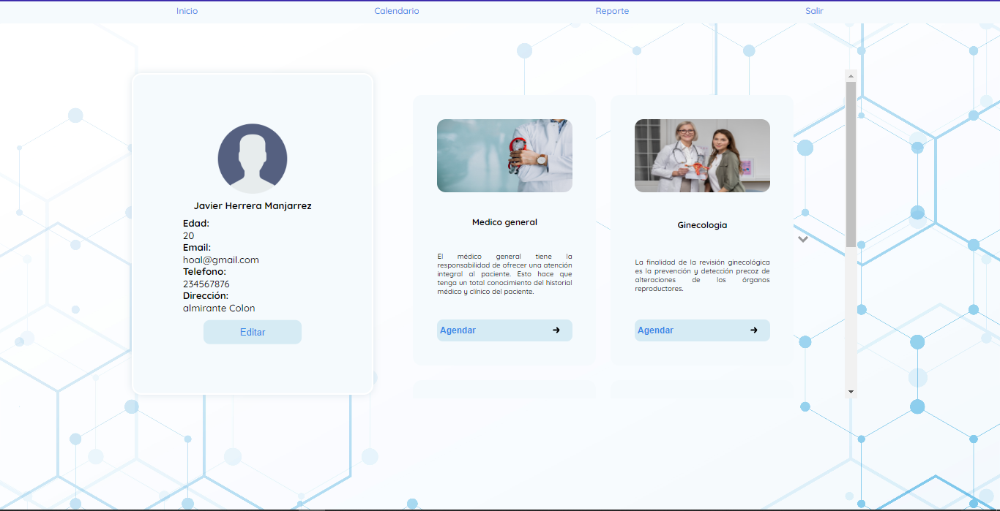 Inicio
Calendario
Reporte
Salir
Javier Herrera Manjarrez
Edad:
20
Email:
hoal@gmail.com
Telefono:
234567876
Dirección:
almirante Colon
Editar
Medico general
El médico general tiene la
responsabilidad de ofrecer una atención
integral al paciente. Esto hace que
tenga un total conocimiento del historial
médico y clínico del paciente.
Agendar
Ginecologia
La finalidad de la revisión ginecológica
es la prevención y detección precoz de
alteraciones de los órganos
reproductores.
Agendar